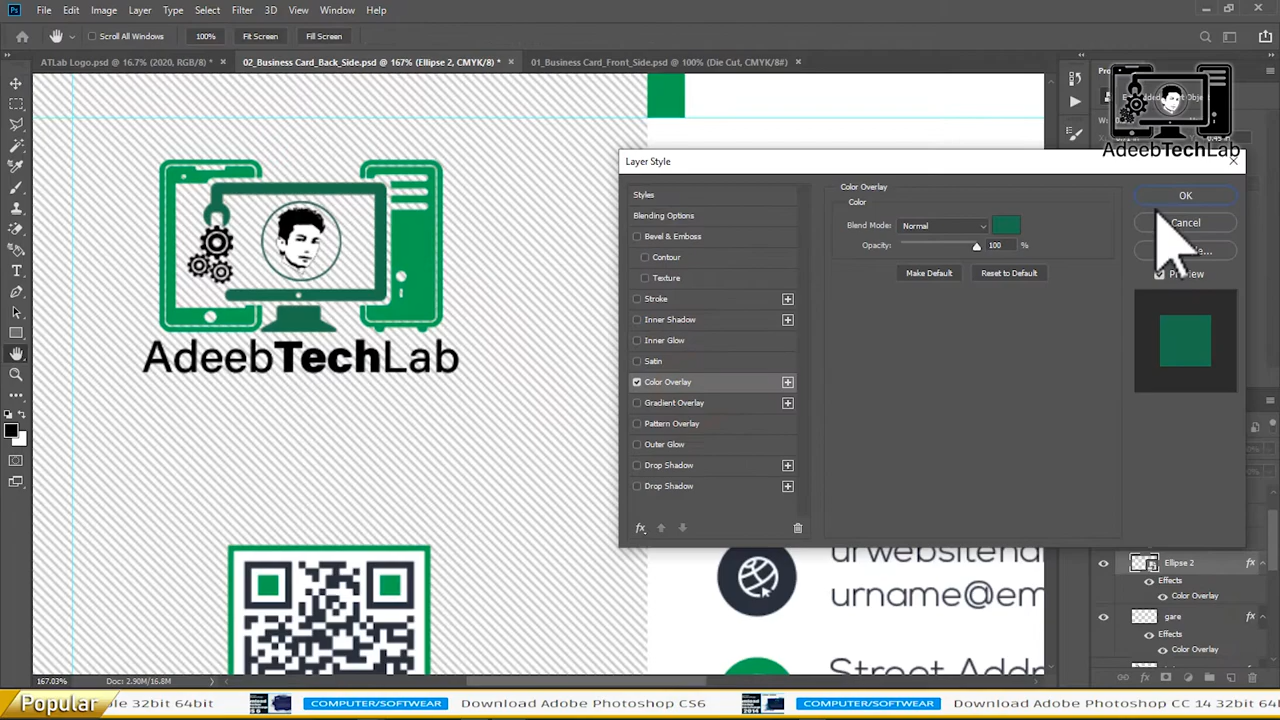 Ps File Edit Image Layer Type Select Filter 3D View Window Help
Scroll All Windows 100% Fit Screen Fill Screen
ATLab Logo.psd @ 16.7% (2020, RGB/8) * × 02_Business Card_Back_Side.psd @ 167% (Ellipse 2, CMYK/8) * × 01_Business Card_Front_Side.psd @ 100% (Die Cut, CMYK/8#) ×
AdeebTechLab
Layer Style
Styles
Blending Options
Bevel & Emboss
Contour
Texture
Stroke
Inner Shadow
Inner Glow
Satin
Color Overlay
Gradient Overlay
Pattern Overlay
Outer Glow
Drop Shadow
Drop Shadow
fx
Color Overlay
Color
Blend Mode: Normal
Opacity: 100 %
Make Default Reset to Default
OK
Cancel
Preview
AdeebTechLab
urname@em
Ellipse 2 fx
Effects
Color Overlay
gare fx
Effects
Color Overlay
167.03% Doc: 2.90M/16.8M
Popular 32bit 64bit COMPUTER/SOFTWEAR Download Adobe Photoshop CS6 COMPUTER/SOFTWEAR Download Adobe Photoshop CC 14 32bit 64